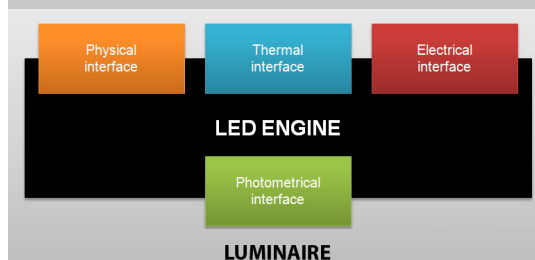 Physical
interface
Thermal
interface
Electrical
interface
LED ENGINE
Photometrical
interface
LUMINAIRE